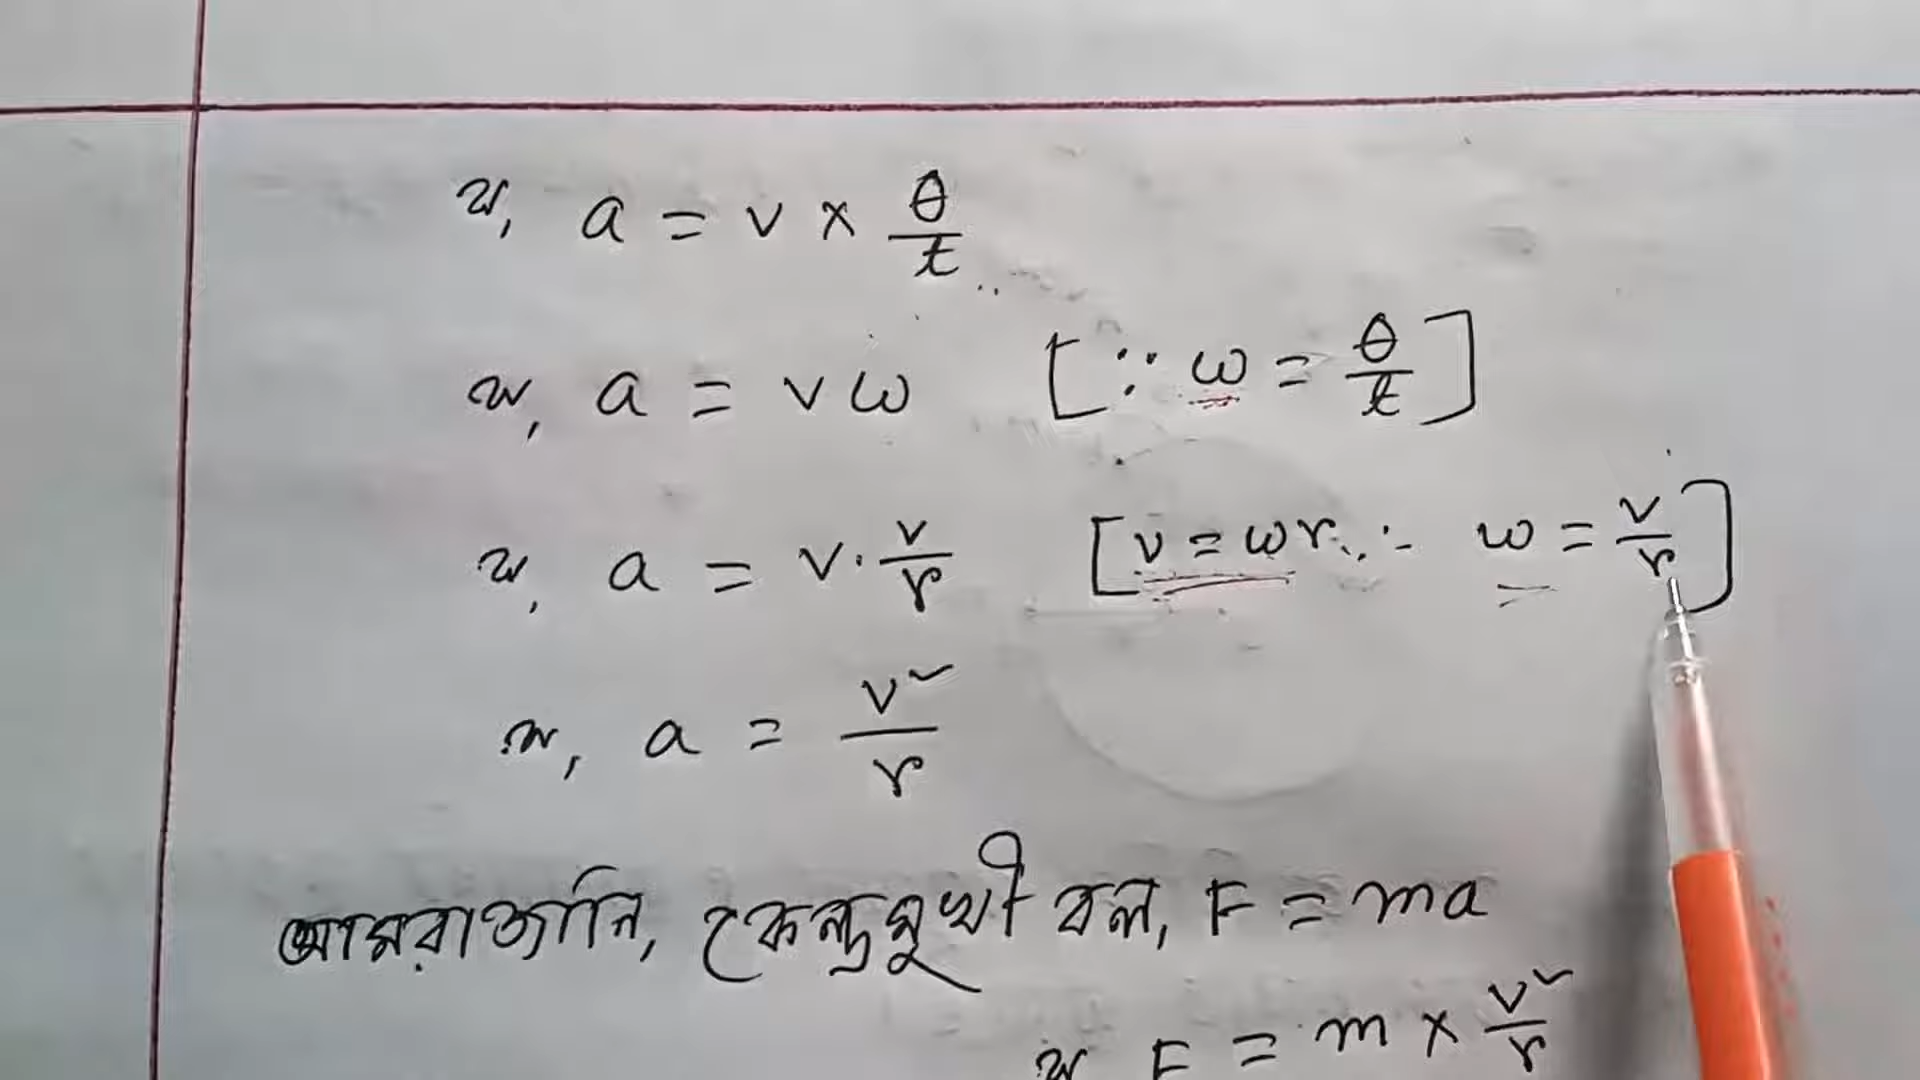 বা, a = v × θ/t
বা, a = vω [∵ ω = θ/t]
বা, a = v · v/r [v = ωr ∴ ω = v/r]
বা, a = v²/r
আমরা জানি, কেন্দ্রমুখী বল, F = ma
বা F = m × v²/r